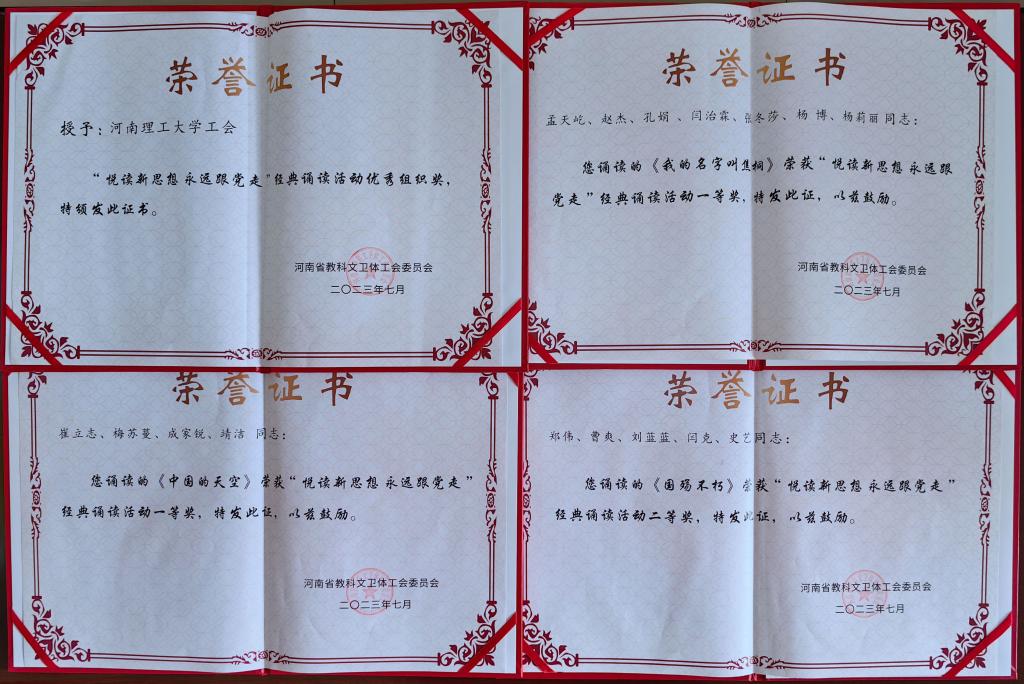 荣誉证书
授予：河南理工大学工会
“悦读新思想 永远跟党走”经典诵读活动优秀组织奖，
特颁发此证书。
河南省教科文卫体工会委员会
二〇二三年七月
荣誉证书
孟天屹、赵杰、孔娟 、闫治霖、张冬莎、杨 博、杨莉丽同志：
您诵读的《我的名字叫焦桐》荣获“悦读新思想 永远跟
党走”经典诵读活动一等奖，特发此证，以兹鼓励。
河南省教科文卫体工会委员会
二〇二三年七月
荣誉证书
崔立志、梅苏蔓、成家锐、靖洁 同志：
您诵读的《中国的天空》荣获“悦读新思想 永远跟党走”
经典诵读活动一等奖，特发此证，以兹鼓励。
河南省教科文卫体工会委员会
二〇二三年七月
荣誉证书
郑伟、曹爽、刘蓝蓝、闫克、史艺同志：
您诵读的《国殇不朽》荣获“悦读新思想 永远跟党走”
经典诵读活动二等奖，特发此证，以兹鼓励。
河南省教科文卫体工会委员会
二〇二三年七月